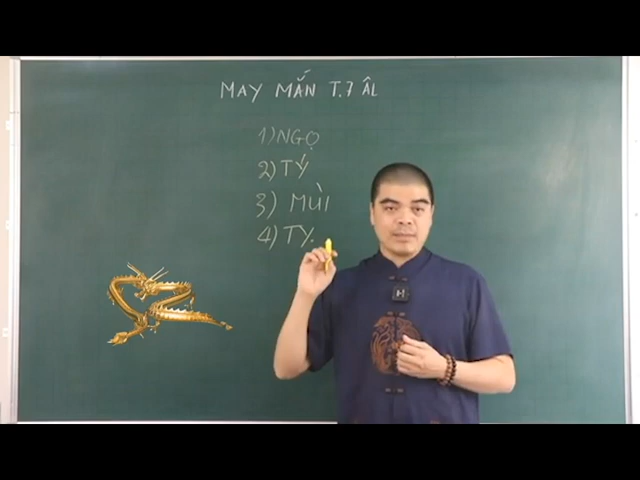 MAY MẮN T.7 ÂL
1) NGỌ
2) TÝ
3) MÙI
4) TỴ